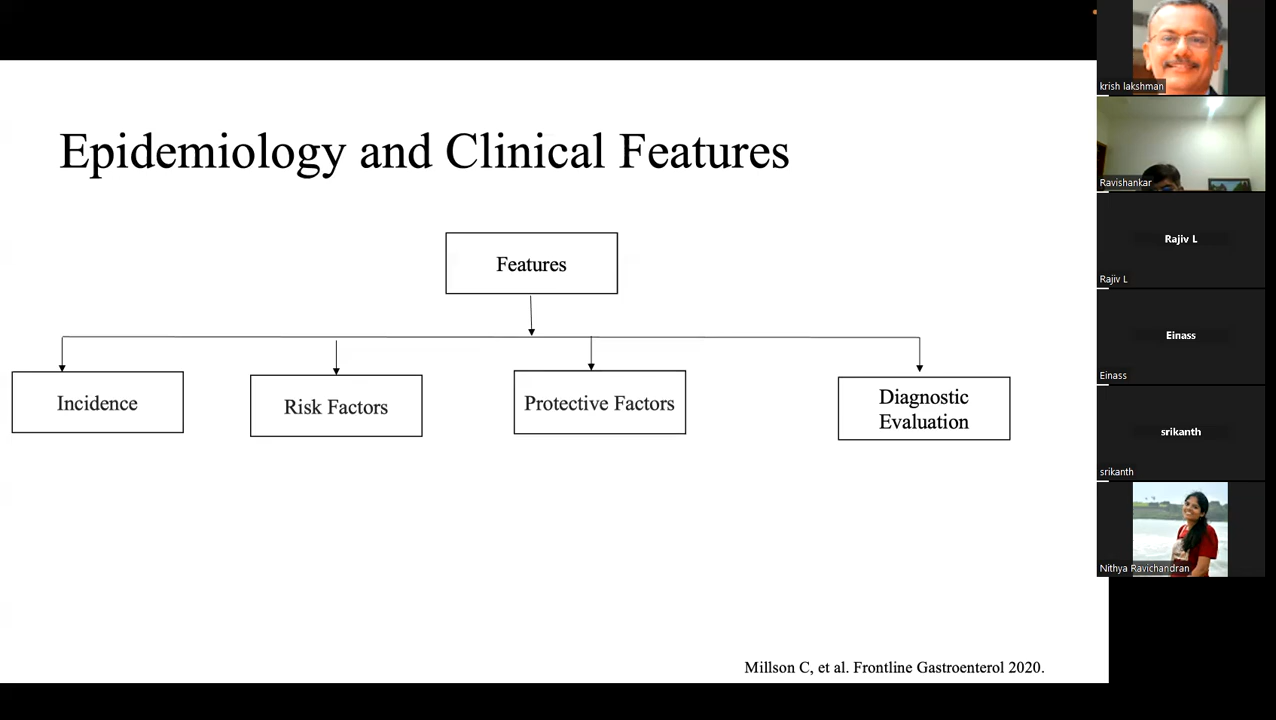 Epidemiology and Clinical Features
Features
Incidence
Risk Factors
Protective Factors
Diagnostic
Evaluation
Millson C, et al. Frontline Gastroenterol 2020.
krish lakshman
Ravishankar
Rajiv L
Rajiv L
Einass
Einass
srikanth
srikanth
Nithya Ravichandran